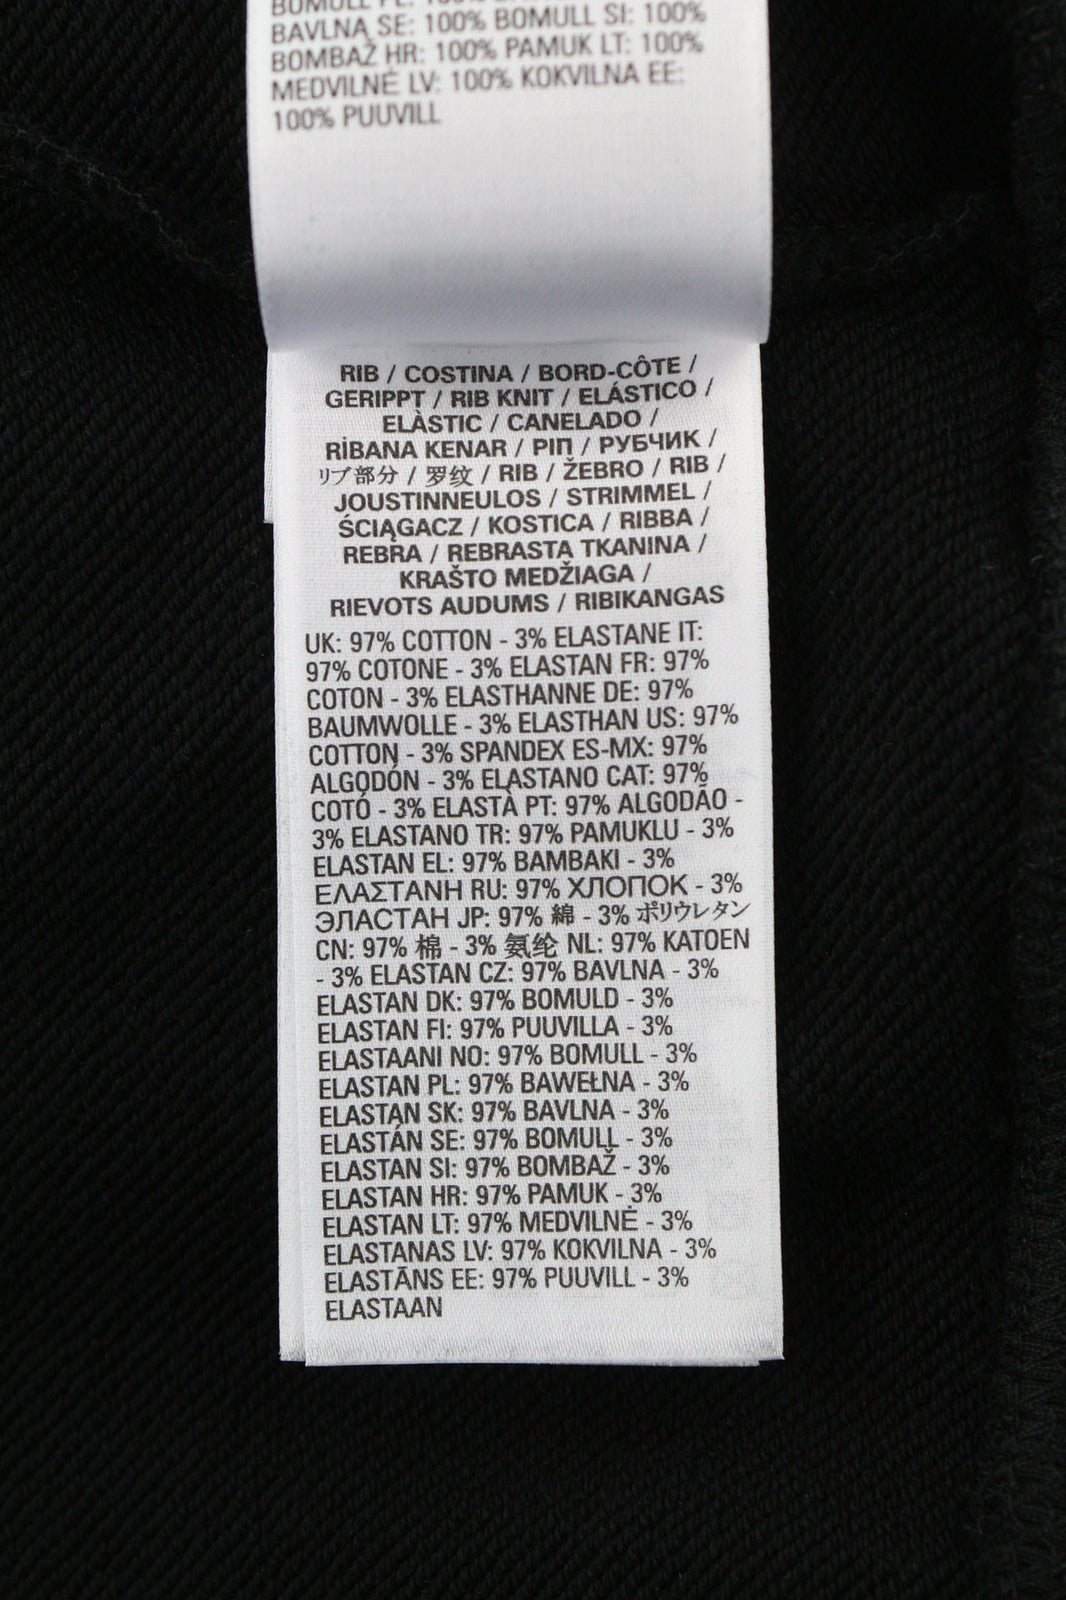 BAVLNA SE: 100% BOMULL SI: 100%
BOMBAŽ HR: 100% PAMUK LT: 100%
MEDVILNĖ LV: 100% KOKVILNA EE:
100% PUUVILL
RIB / COSTINA / BORD-CÔTE /
GERIPPT / RIB KNIT / ELÁSTICO /
ELÀSTIC / CANELADO /
RİBANA KENAR / ΡΙΠ / РУБЧИК /
リブ部分 / 罗纹 / RIB / ŽEBRO / RIB /
JOUSTINNEULOS / STRIMMEL /
ŚCIĄGACZ / KOSTICA / RIBBA /
REBRA / REBRASTA TKANINA /
KRAŠTO MEDŽIAGA /
RIEVOTS AUDUMS / RIBIKANGAS
UK: 97% COTTON - 3% ELASTANE IT:
97% COTONE - 3% ELASTAN FR: 97%
COTON - 3% ELASTHANNE DE: 97%
BAUMWOLLE - 3% ELASTHAN US: 97%
COTTON - 3% SPANDEX ES-MX: 97%
ALGODÓN - 3% ELASTANO CAT: 97%
COTÓ - 3% ELASTÀ PT: 97% ALGODÃO -
3% ELASTANO TR: 97% PAMUKLU - 3%
ELASTAN EL: 97% ΒΑΜΒΑΚΙ - 3%
ΕΛΑΣΤΑΝΗ RU: 97% ХЛОПОК - 3%
ЭЛАСТАН JP: 97% 綿 - 3% ポリウレタン
CN: 97% 棉 - 3% 氨纶 NL: 97% KATOEN
- 3% ELASTAN CZ: 97% BAVLNA - 3%
ELASTAN DK: 97% BOMULD - 3%
ELASTAN FI: 97% PUUVILLA - 3%
ELASTAANI NO: 97% BOMULL - 3%
ELASTAN PL: 97% BAWEŁNA - 3%
ELASTAN SK: 97% BAVLNA - 3%
ELASTÁN SE: 97% BOMULL - 3%
ELASTAN SI: 97% BOMBAŽ - 3%
ELASTAN HR: 97% PAMUK - 3%
ELASTAN LT: 97% MEDVILNĖ - 3%
ELASTANAS LV: 97% KOKVILNA - 3%
ELASTĀNS EE: 97% PUUVILL - 3%
ELASTAAN